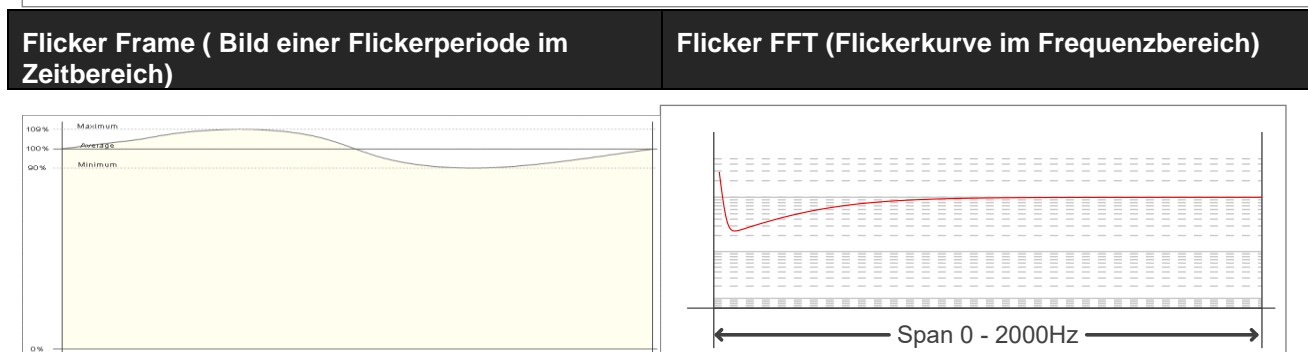 Flicker Frame ( Bild einer Flickerperiode im
Zeitbereich)
Flicker FFT (Flickerkurve im Frequenzbereich)
109%
Maximum
100%
Average
90%
Minimum
0%
Span 0 - 2000Hz